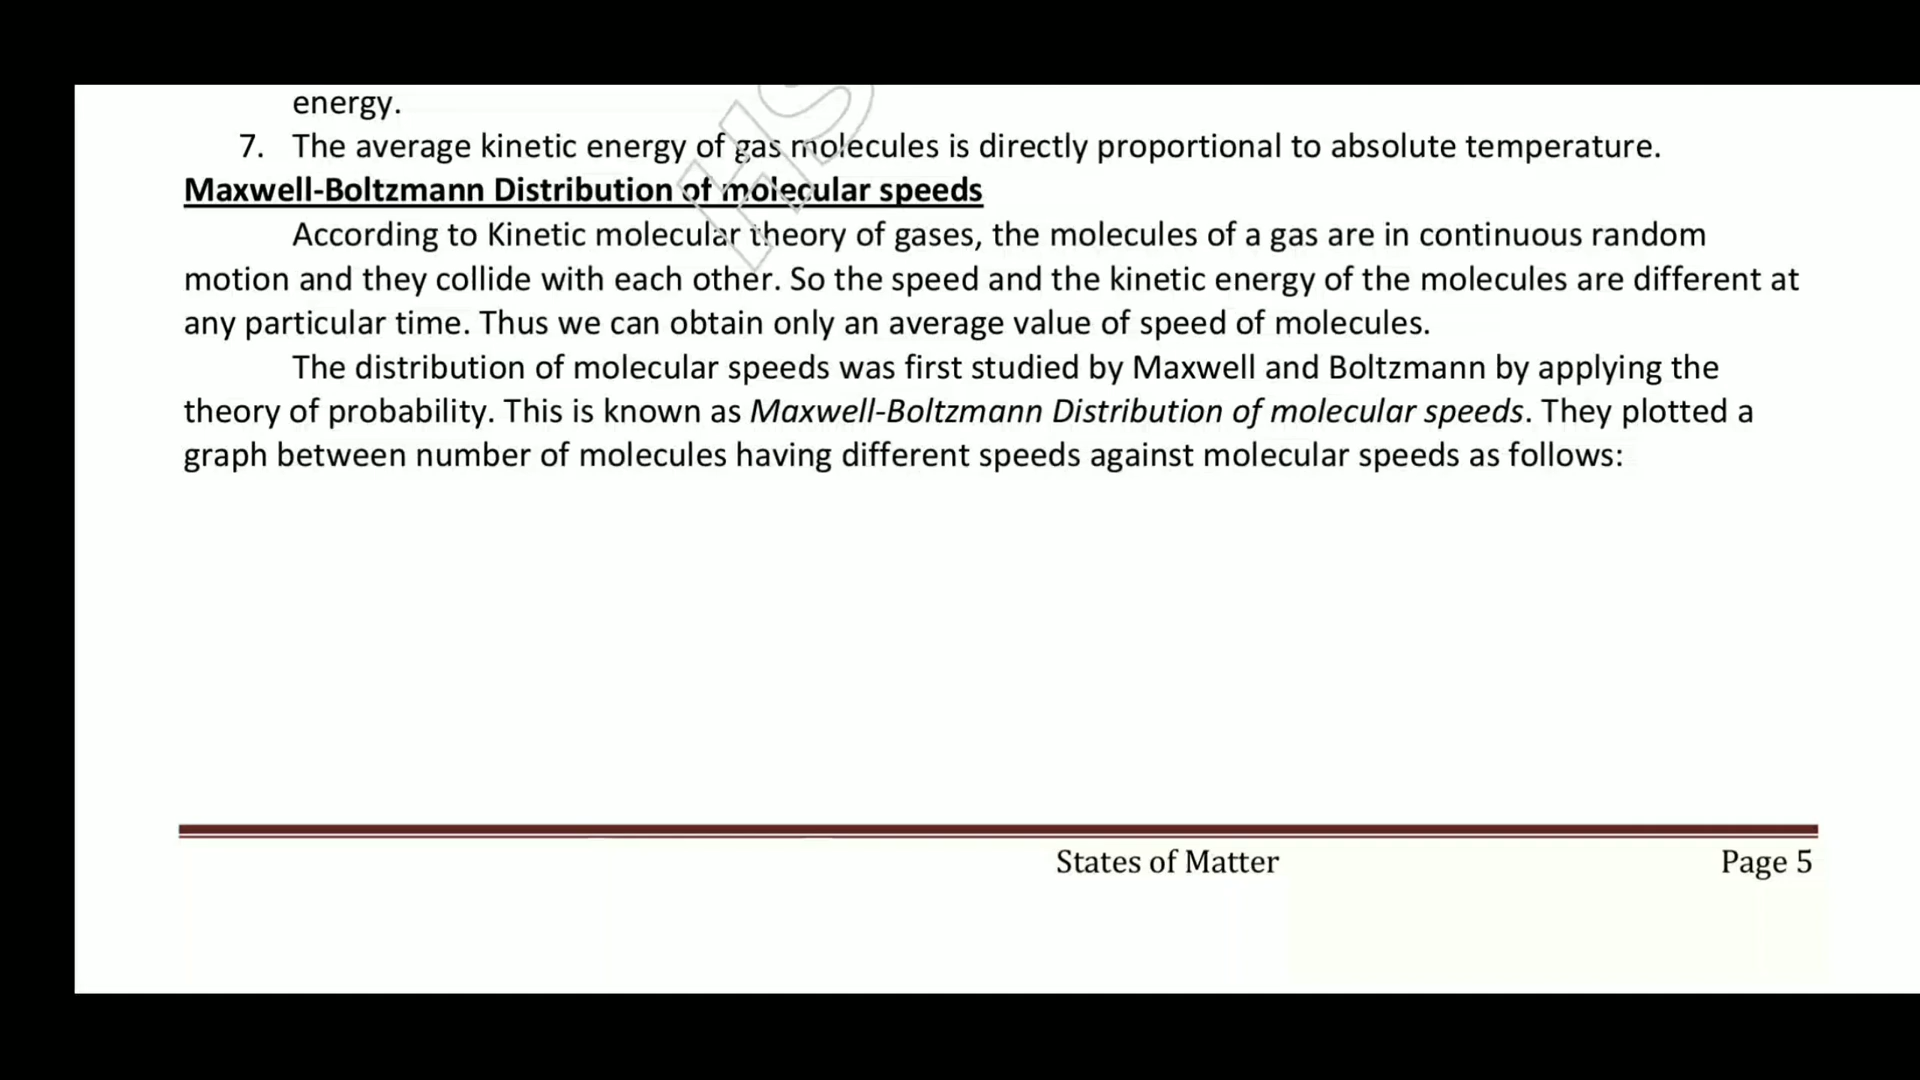 energy.
7. The average kinetic energy of gas molecules is directly proportional to absolute temperature.
Maxwell-Boltzmann Distribution of molecular speeds
According to Kinetic molecular theory of gases, the molecules of a gas are in continuous random
motion and they collide with each other. So the speed and the kinetic energy of the molecules are different at
any particular time. Thus we can obtain only an average value of speed of molecules.
The distribution of molecular speeds was first studied by Maxwell and Boltzmann by applying the
theory of probability. This is known as Maxwell-Boltzmann Distribution of molecular speeds. They plotted a
graph between number of molecules having different speeds against molecular speeds as follows:
States of Matter
Page 5